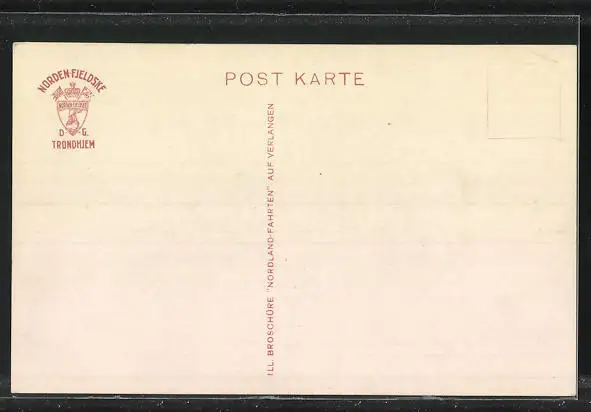 NORDEN-FJELDSKE
D. G.
TRONDHJEM
POST KARTE
ILL. BROSCHÜRE "NORDLAND-FAHRTEN" AUF VERLANGEN